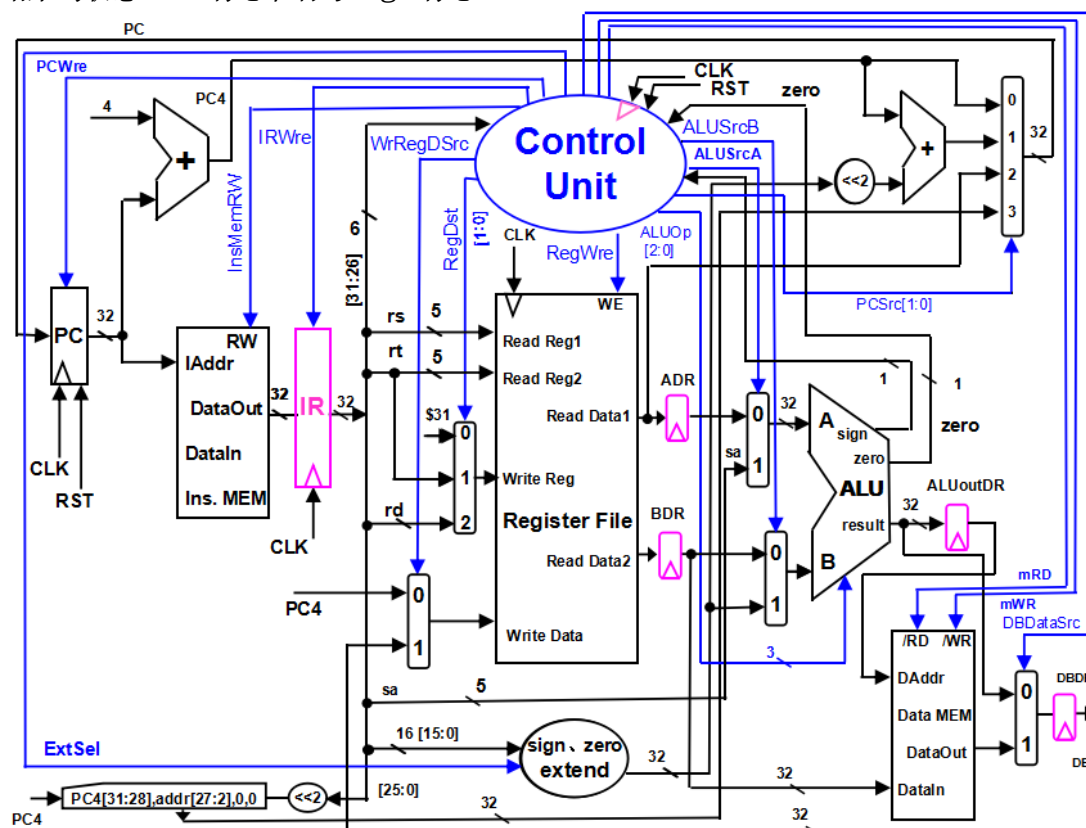 PC
PCWre
4
PC4
IRWre
InsMemRW
WrRegDSrc
6
[31:26]
RegDst
[1:0]
CLK
RST
Control
Unit
zero
ALUSrcB
ALUSrcA
ALUOp
[2:0]
RegWre
CLK
+
+
<<2
0
1
2
3
32
PCSrc[1:0]
PC
32
CLK
RST
RW
IAddr
DataOut
DataIn
Ins. MEM
32
IR
32
CLK
rs
5
rt
5
$31
0
1
2
rd
WE
Read Reg1
Read Reg2
Read Data1
Write Reg
Register File
Read Data2
Write Data
PC4
0
1
ADR
BDR
sa
0
1
32
0
1
A
sign
zero
ALU
result
B
1
1
zero
32
ALUoutDR
3
mRD
mWR
DBDataSrc
/RD
/WR
DAddr
Data MEM
DataOut
DataIn
0
1
sa
5
16 [15:0]
sign、zero
extend
32
32
ExtSel
PC4[31:28],addr[27:2],0,0
<<2
[25:0]
PC4
32
32